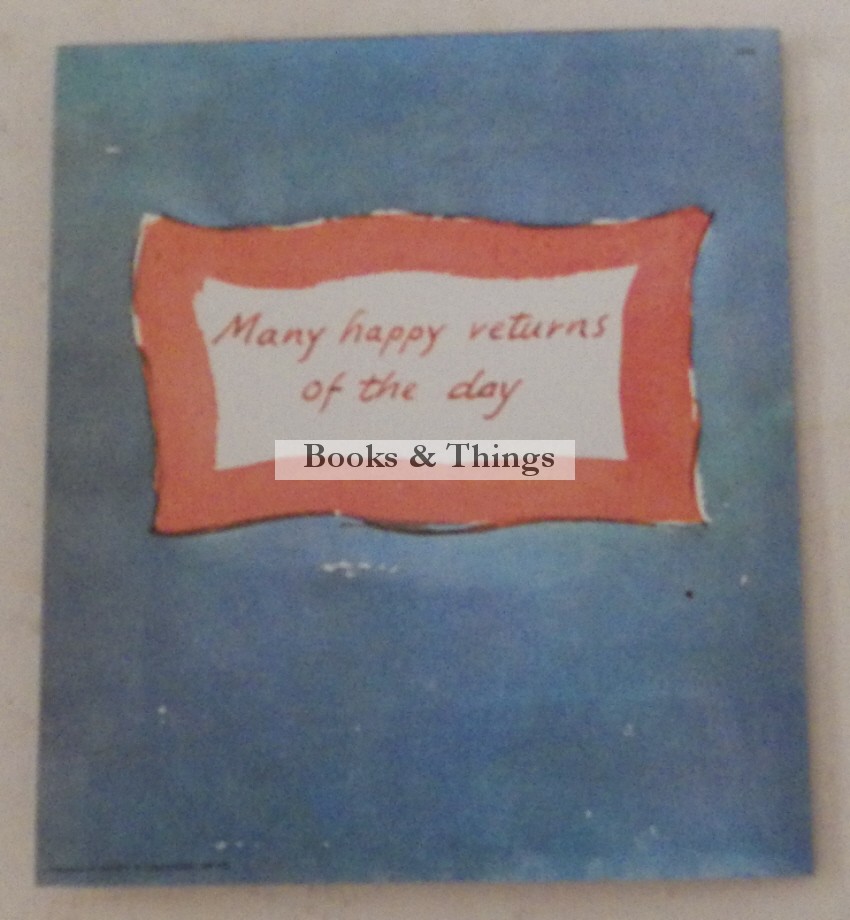 Many happy returns
of the day
Books & Things